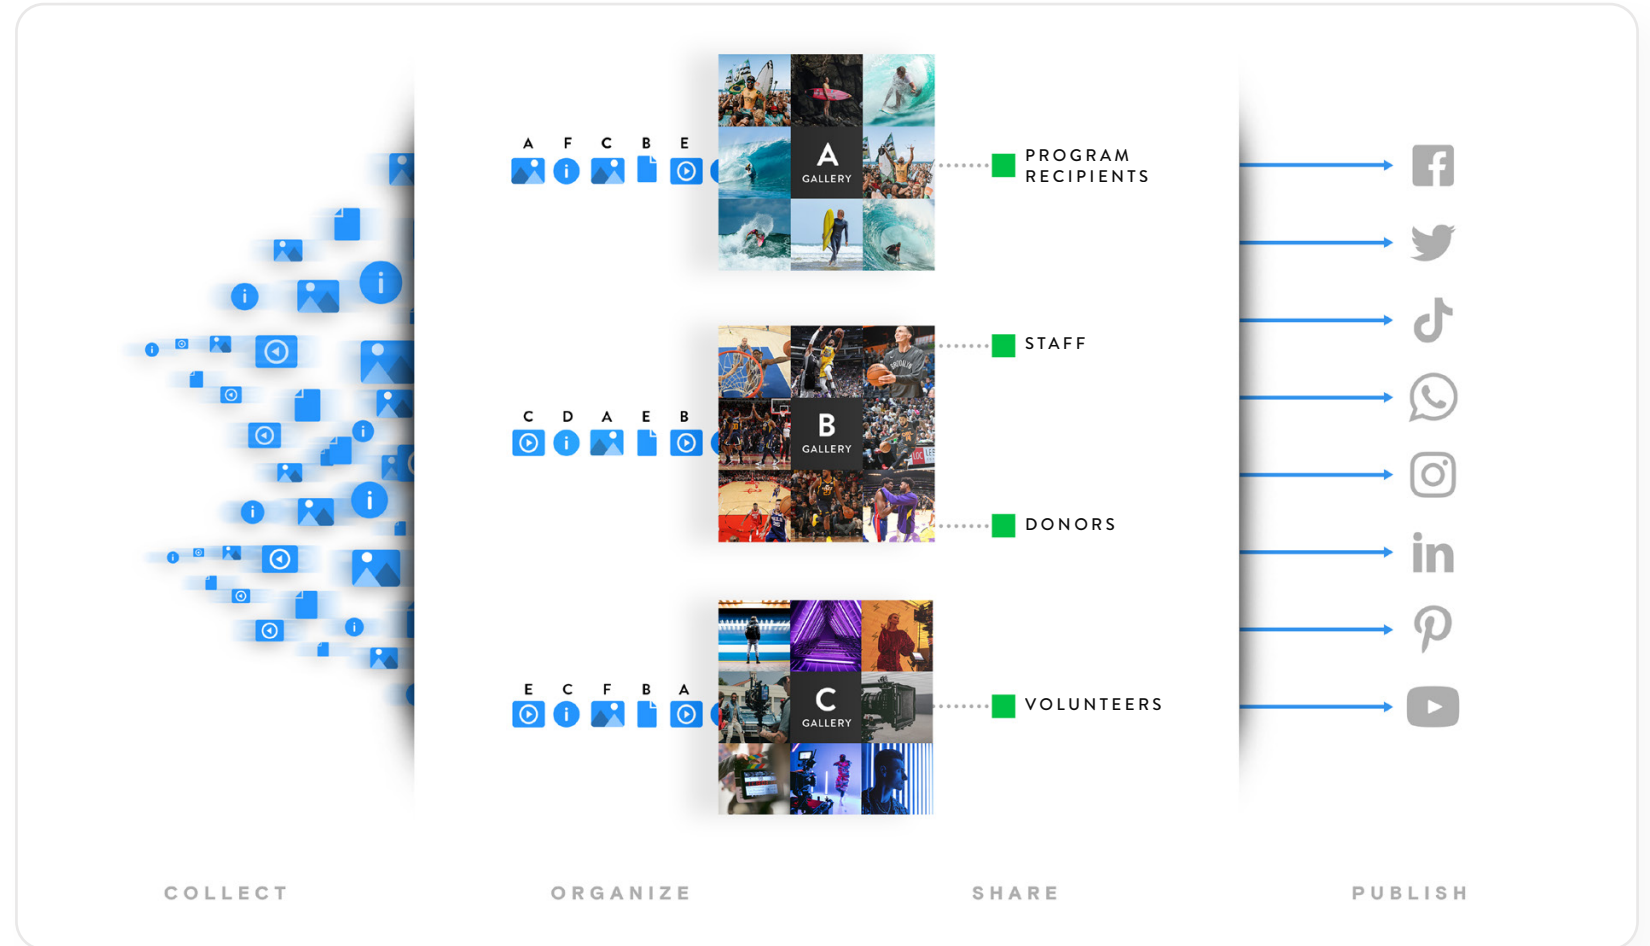 A F C B E
A
GALLERY
PROGRAM
RECIPIENTS
STAFF
C D A E B
B
GALLERY
DONORS
E C F B A
C
GALLERY
VOLUNTEERS
COLLECT
ORGANIZE
SHARE
PUBLISH